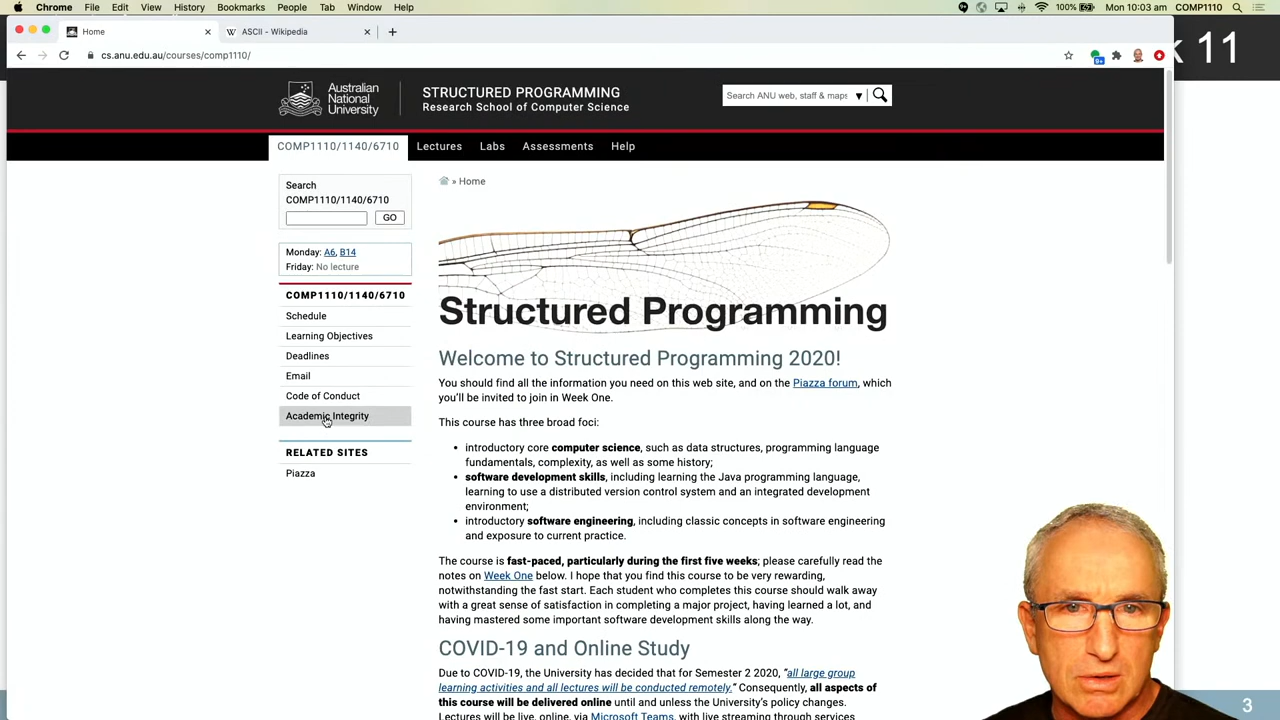 Chrome File Edit View History Bookmarks People Tab Window Help 100% Mon 10:03 am COMP1110
Home ASCII - Wikipedia
k 11
cs.anu.edu.au/courses/comp1110/
Australian
National
University
STRUCTURED PROGRAMMING
Research School of Computer Science
Search ANU web, staff & maps
COMP1110/1140/6710 Lectures Labs Assessments Help
Search
COMP1110/1140/6710
GO
Monday: A6, B14
Friday: No lecture
COMP1110/1140/6710
Schedule
Learning Objectives
Deadlines
Email
Code of Conduct
Academic Integrity
RELATED SITES
Piazza
» Home
Structured Programming
Welcome to Structured Programming 2020!
You should find all the information you need on this web site, and on the Piazza forum, which
you'll be invited to join in Week One.
This course has three broad foci:
• introductory core computer science, such as data structures, programming language
fundamentals, complexity, as well as some history;
• software development skills, including learning the Java programming language,
learning to use a distributed version control system and an integrated development
environment;
• introductory software engineering, including classic concepts in software engineering
and exposure to current practice.
The course is fast-paced, particularly during the first five weeks; please carefully read the
notes on Week One below. I hope that you find this course to be very rewarding,
notwithstanding the fast start. Each student who completes this course should walk away
with a great sense of satisfaction in completing a major project, having learned a lot, and
having mastered some important software development skills along the way.
COVID-19 and Online Study
Due to COVID-19, the University has decided that for Semester 2 2020, "all large group
learning activities and all lectures will be conducted remotely." Consequently, all aspects of
this course will be delivered online until and unless the University's policy changes.
Lectures will be live, online, via Microsoft Teams, with live streaming through services
3